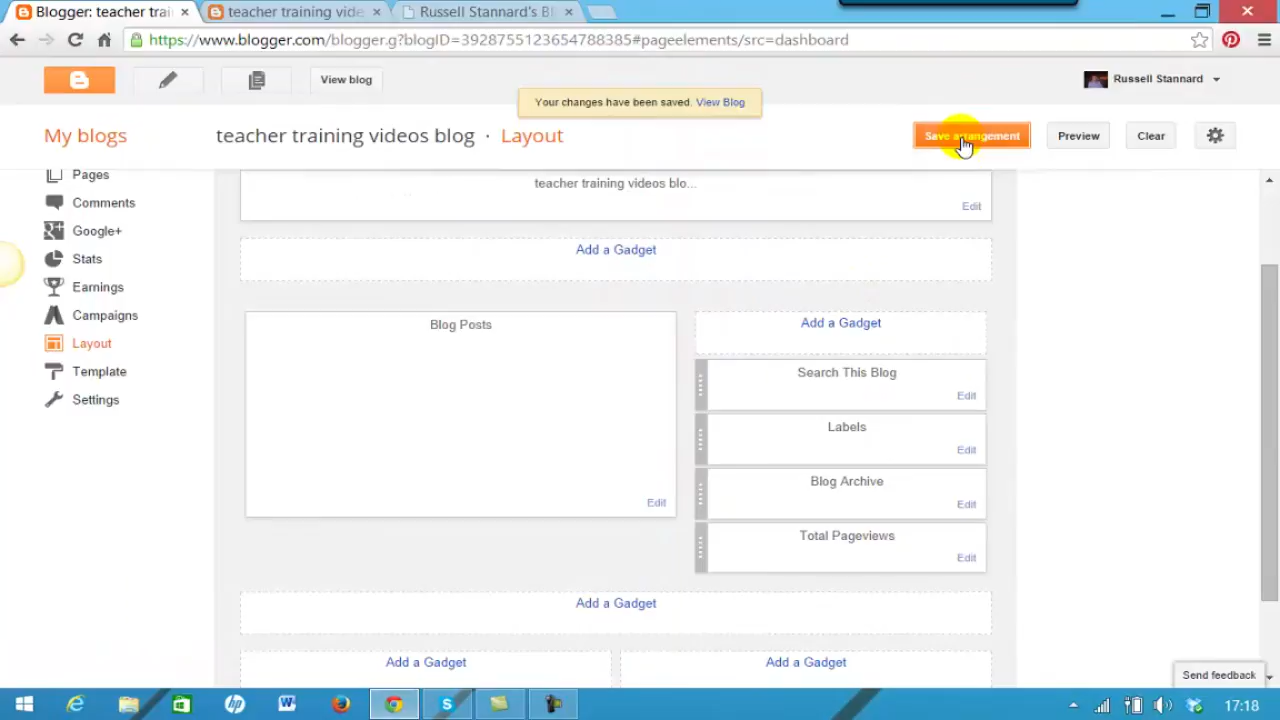 Blogger: teacher trai
teacher training vide
Russell Stannard's Bl
https://www.blogger.com/blogger.g?blogID=3928755123654788385#pageelements/src=dashboard
View blog
Russell Stannard
Your changes have been saved. View Blog
My blogs
teacher training videos blog · Layout
Save arrangement
Preview
Clear
Pages
Comments
Google+
Stats
Earnings
Campaigns
Layout
Template
Settings
teacher training videos blo...
Edit
Add a Gadget
Blog Posts
Edit
Add a Gadget
Search This Blog
Edit
Labels
Edit
Blog Archive
Edit
Total Pageviews
Edit
Add a Gadget
Add a Gadget
Add a Gadget
Send feedback
17:18